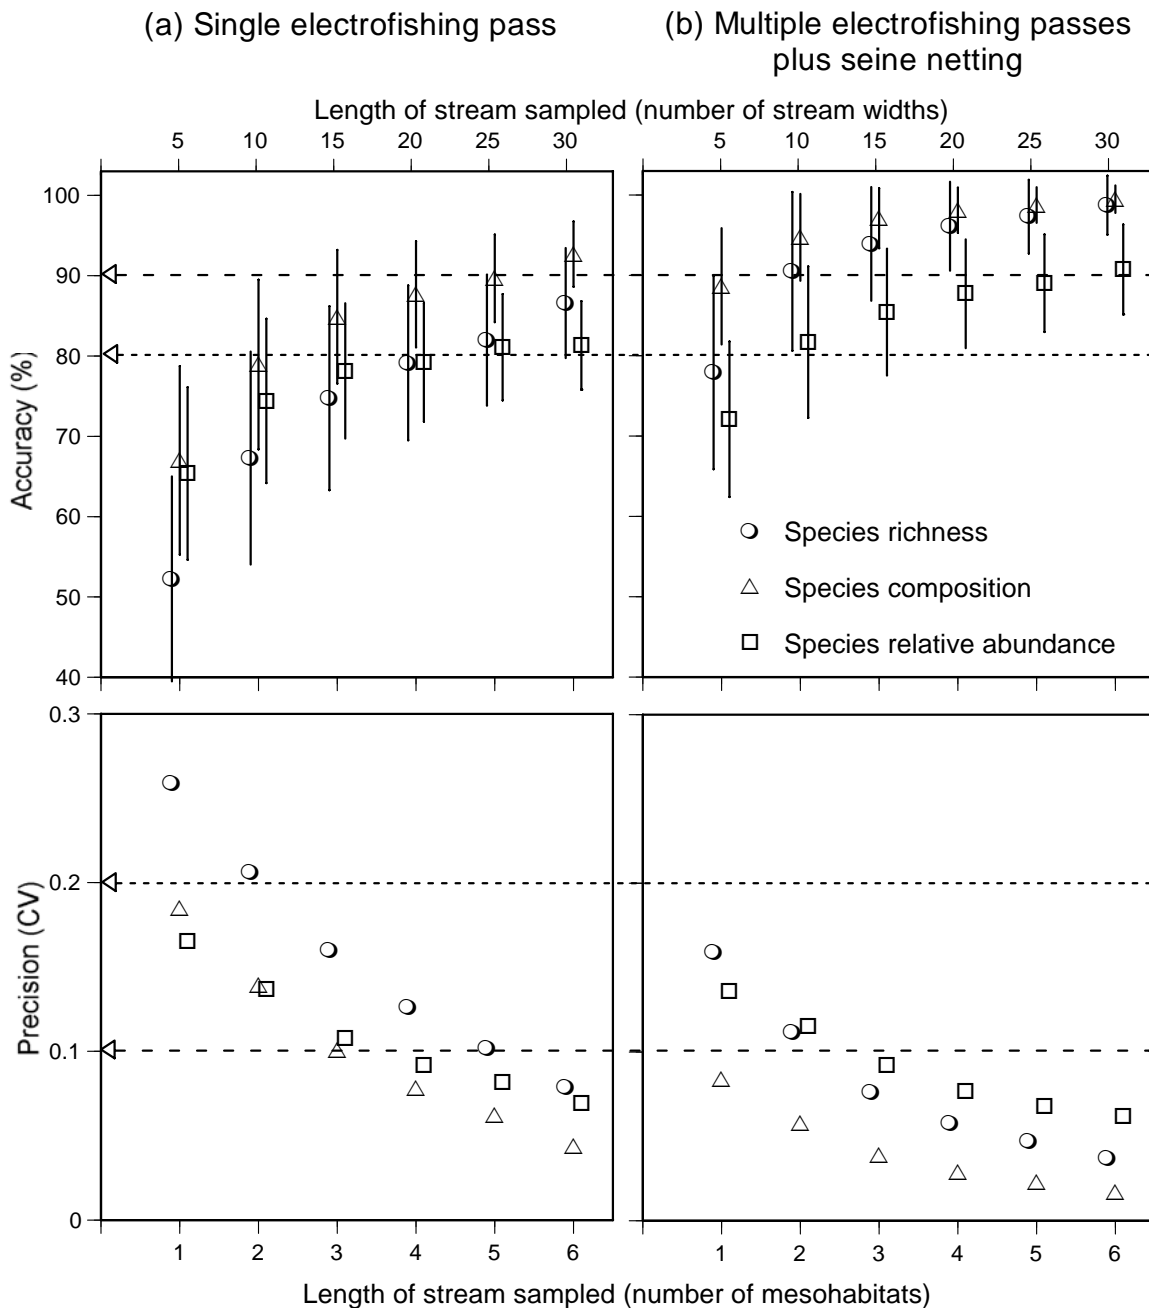 (a) Single electrofishing pass
(b) Multiple electrofishing passes
plus seine netting
Length of stream sampled (number of stream widths)
5 10 15 20 25 30
5 10 15 20 25 30
Accuracy (%)
100
90
80
70
60
50
40
Species richness
Species composition
Species relative abundance
Precision (CV)
0.3
0.2
0.1
0
1 2 3 4 5 6
1 2 3 4 5 6
Length of stream sampled (number of mesohabitats)